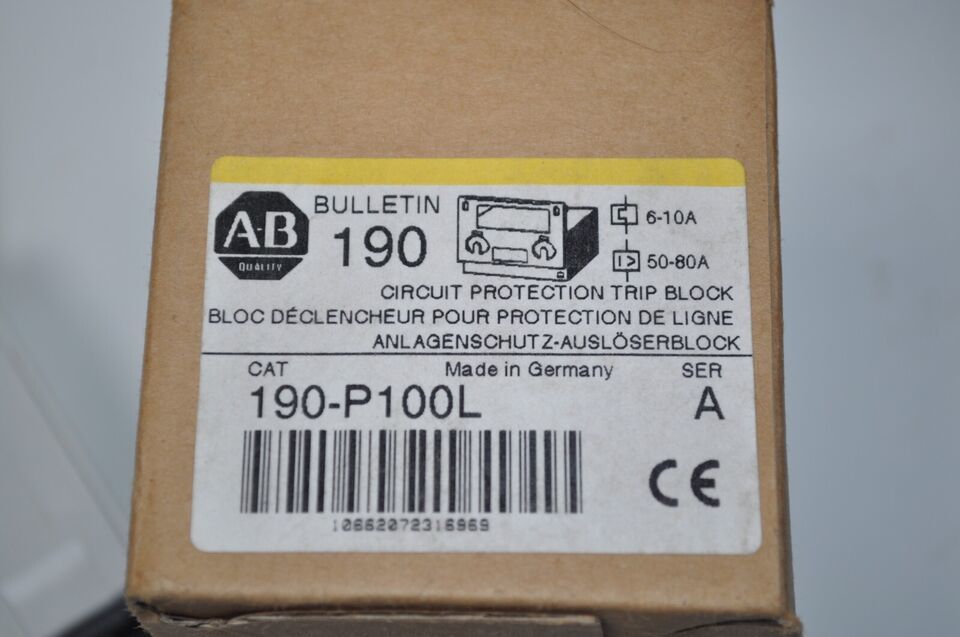 A-B
QUALITY
BULLETIN
190
6-10A
I> 50-80A
CIRCUIT PROTECTION TRIP BLOCK
BLOC DÉCLENCHEUR POUR PROTECTION DE LIGNE
ANLAGENSCHUTZ-AUSLÖSERBLOCK
CAT Made in Germany SER
190-P100L A
CE
10662072316969